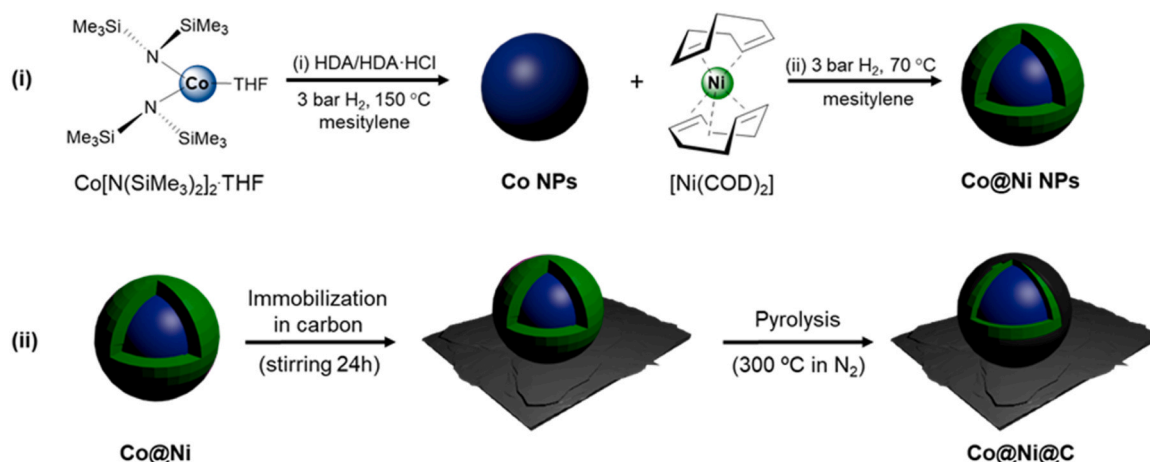 (i)
Me₃Si
SiMe₃
N
Co
THF
N
Me₃Si
SiMe₃
Co[N(SiMe₃)₂]₂·THF
(i) HDA/HDA·HCl
3 bar H₂, 150 °C
mesitylene
Co NPs
+
Ni
[Ni(COD)₂]
(ii) 3 bar H₂, 70 °C
mesitylene
Co@Ni NPs
(ii)
Co@Ni
Immobilization
in carbon
(stirring 24h)
Pyrolysis
(300 ºC in N₂)
Co@Ni@C